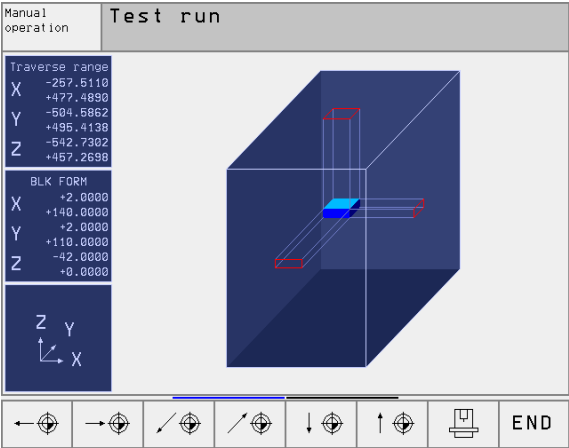 Manual
operation
Test run
Traverse range
X -257.5110
+477.4890
Y -504.5862
+495.4138
Z -542.7302
+457.2698
BLK FORM
X +2.0000
+140.0000
Y +2.0000
+110.0000
Z -42.0000
+0.0000
Z Y
X
END